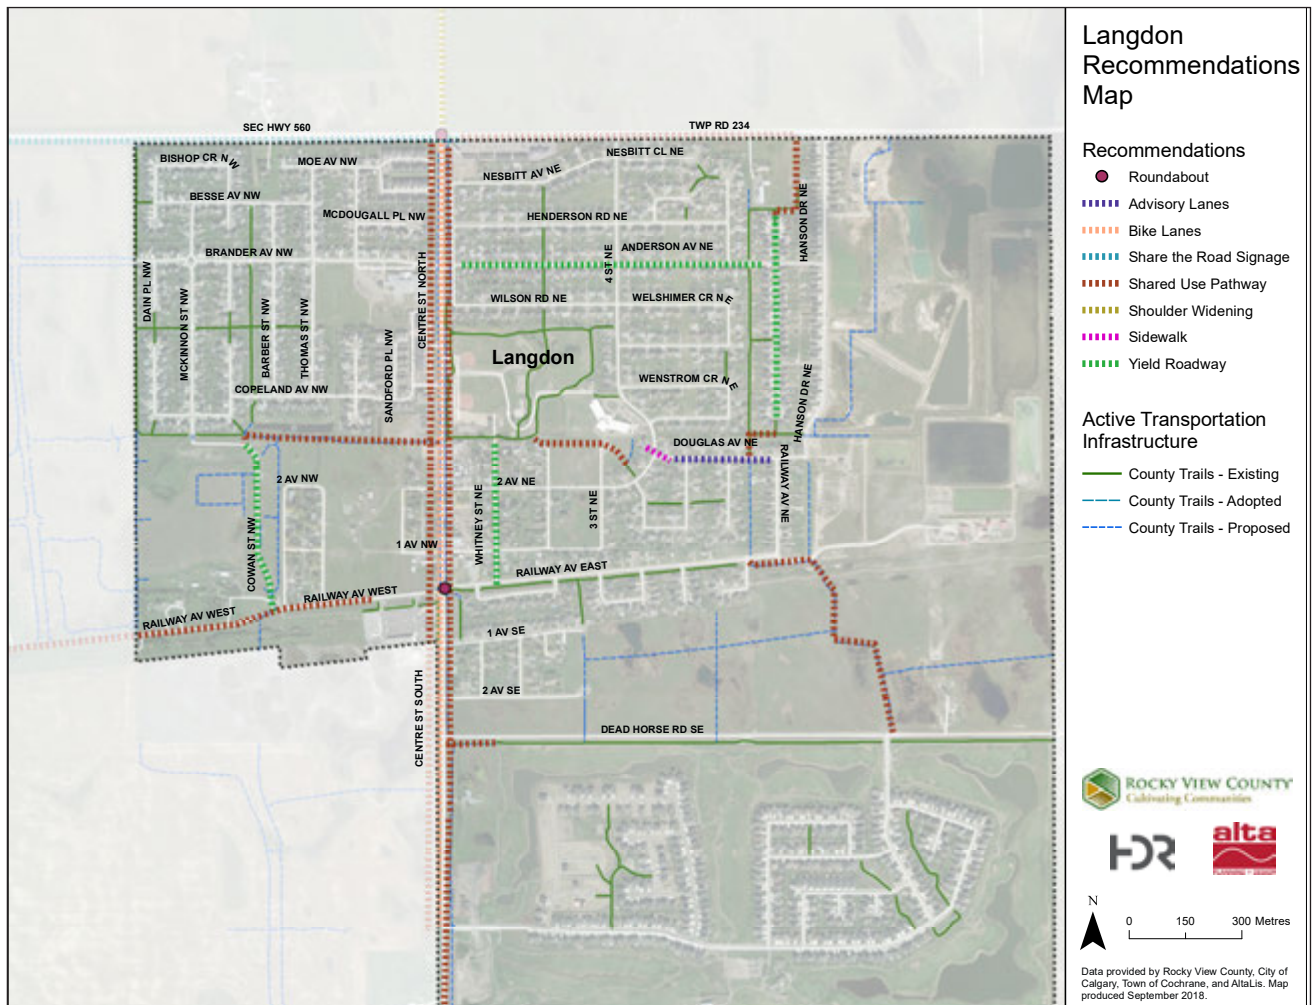 Langdon
Recommendations
Map
Recommendations
Roundabout
Advisory Lanes
Bike Lanes
Share the Road Signage
Shared Use Pathway
Shoulder Widening
Sidewalk
Yield Roadway
Active Transportation
Infrastructure
County Trails - Existing
County Trails - Adopted
County Trails - Proposed
SEC HWY 560
TWP RD 234
BISHOP CR NW
MOE AV NW
NESBITT CL NE
NESBITT AV NE
BESSE AV NW
MCDOUGALL PL NW
HENDERSON RD NE
HANSON DR NE
BRANDER AV NW
ANDERSON AV NE
4 ST NE
CENTRE ST NORTH
DAIN PL NW
MCKINNON ST NW
BARBER ST NW
THOMAS ST NW
WILSON RD NE
WELSHIMER CR NE
SANDFORD PL NW
Langdon
COPELAND AV NW
WENSTROM CR NE
HANSON DR NE
DOUGLAS AV NE
RAILWAY AV NE
2 AV NW
2 AV NE
WHITNEY ST NE
3 ST NE
COWAN ST NW
1 AV NW
RAILWAY AV EAST
RAILWAY AV WEST
RAILWAY AV WEST
1 AV SE
2 AV SE
CENTRE ST SOUTH
DEAD HORSE RD SE
ROCKY VIEW COUNTY
Cultivating Communities
HDR
alta
PLANNING + DESIGN
N
0 150 300 Metres
Data provided by Rocky View County, City of
Calgary, Town of Cochrane, and AltaLis. Map
produced September 2018.